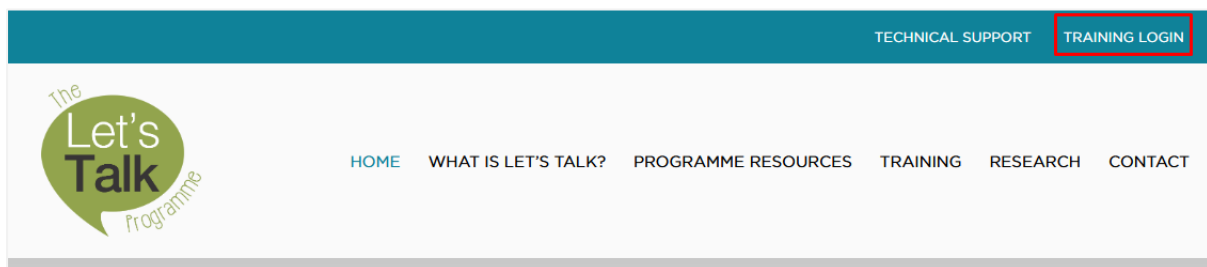 TECHNICAL SUPPORT TRAINING LOGIN
The
Let's
Talk
Programme
HOME WHAT IS LET'S TALK? PROGRAMME RESOURCES TRAINING RESEARCH CONTACT